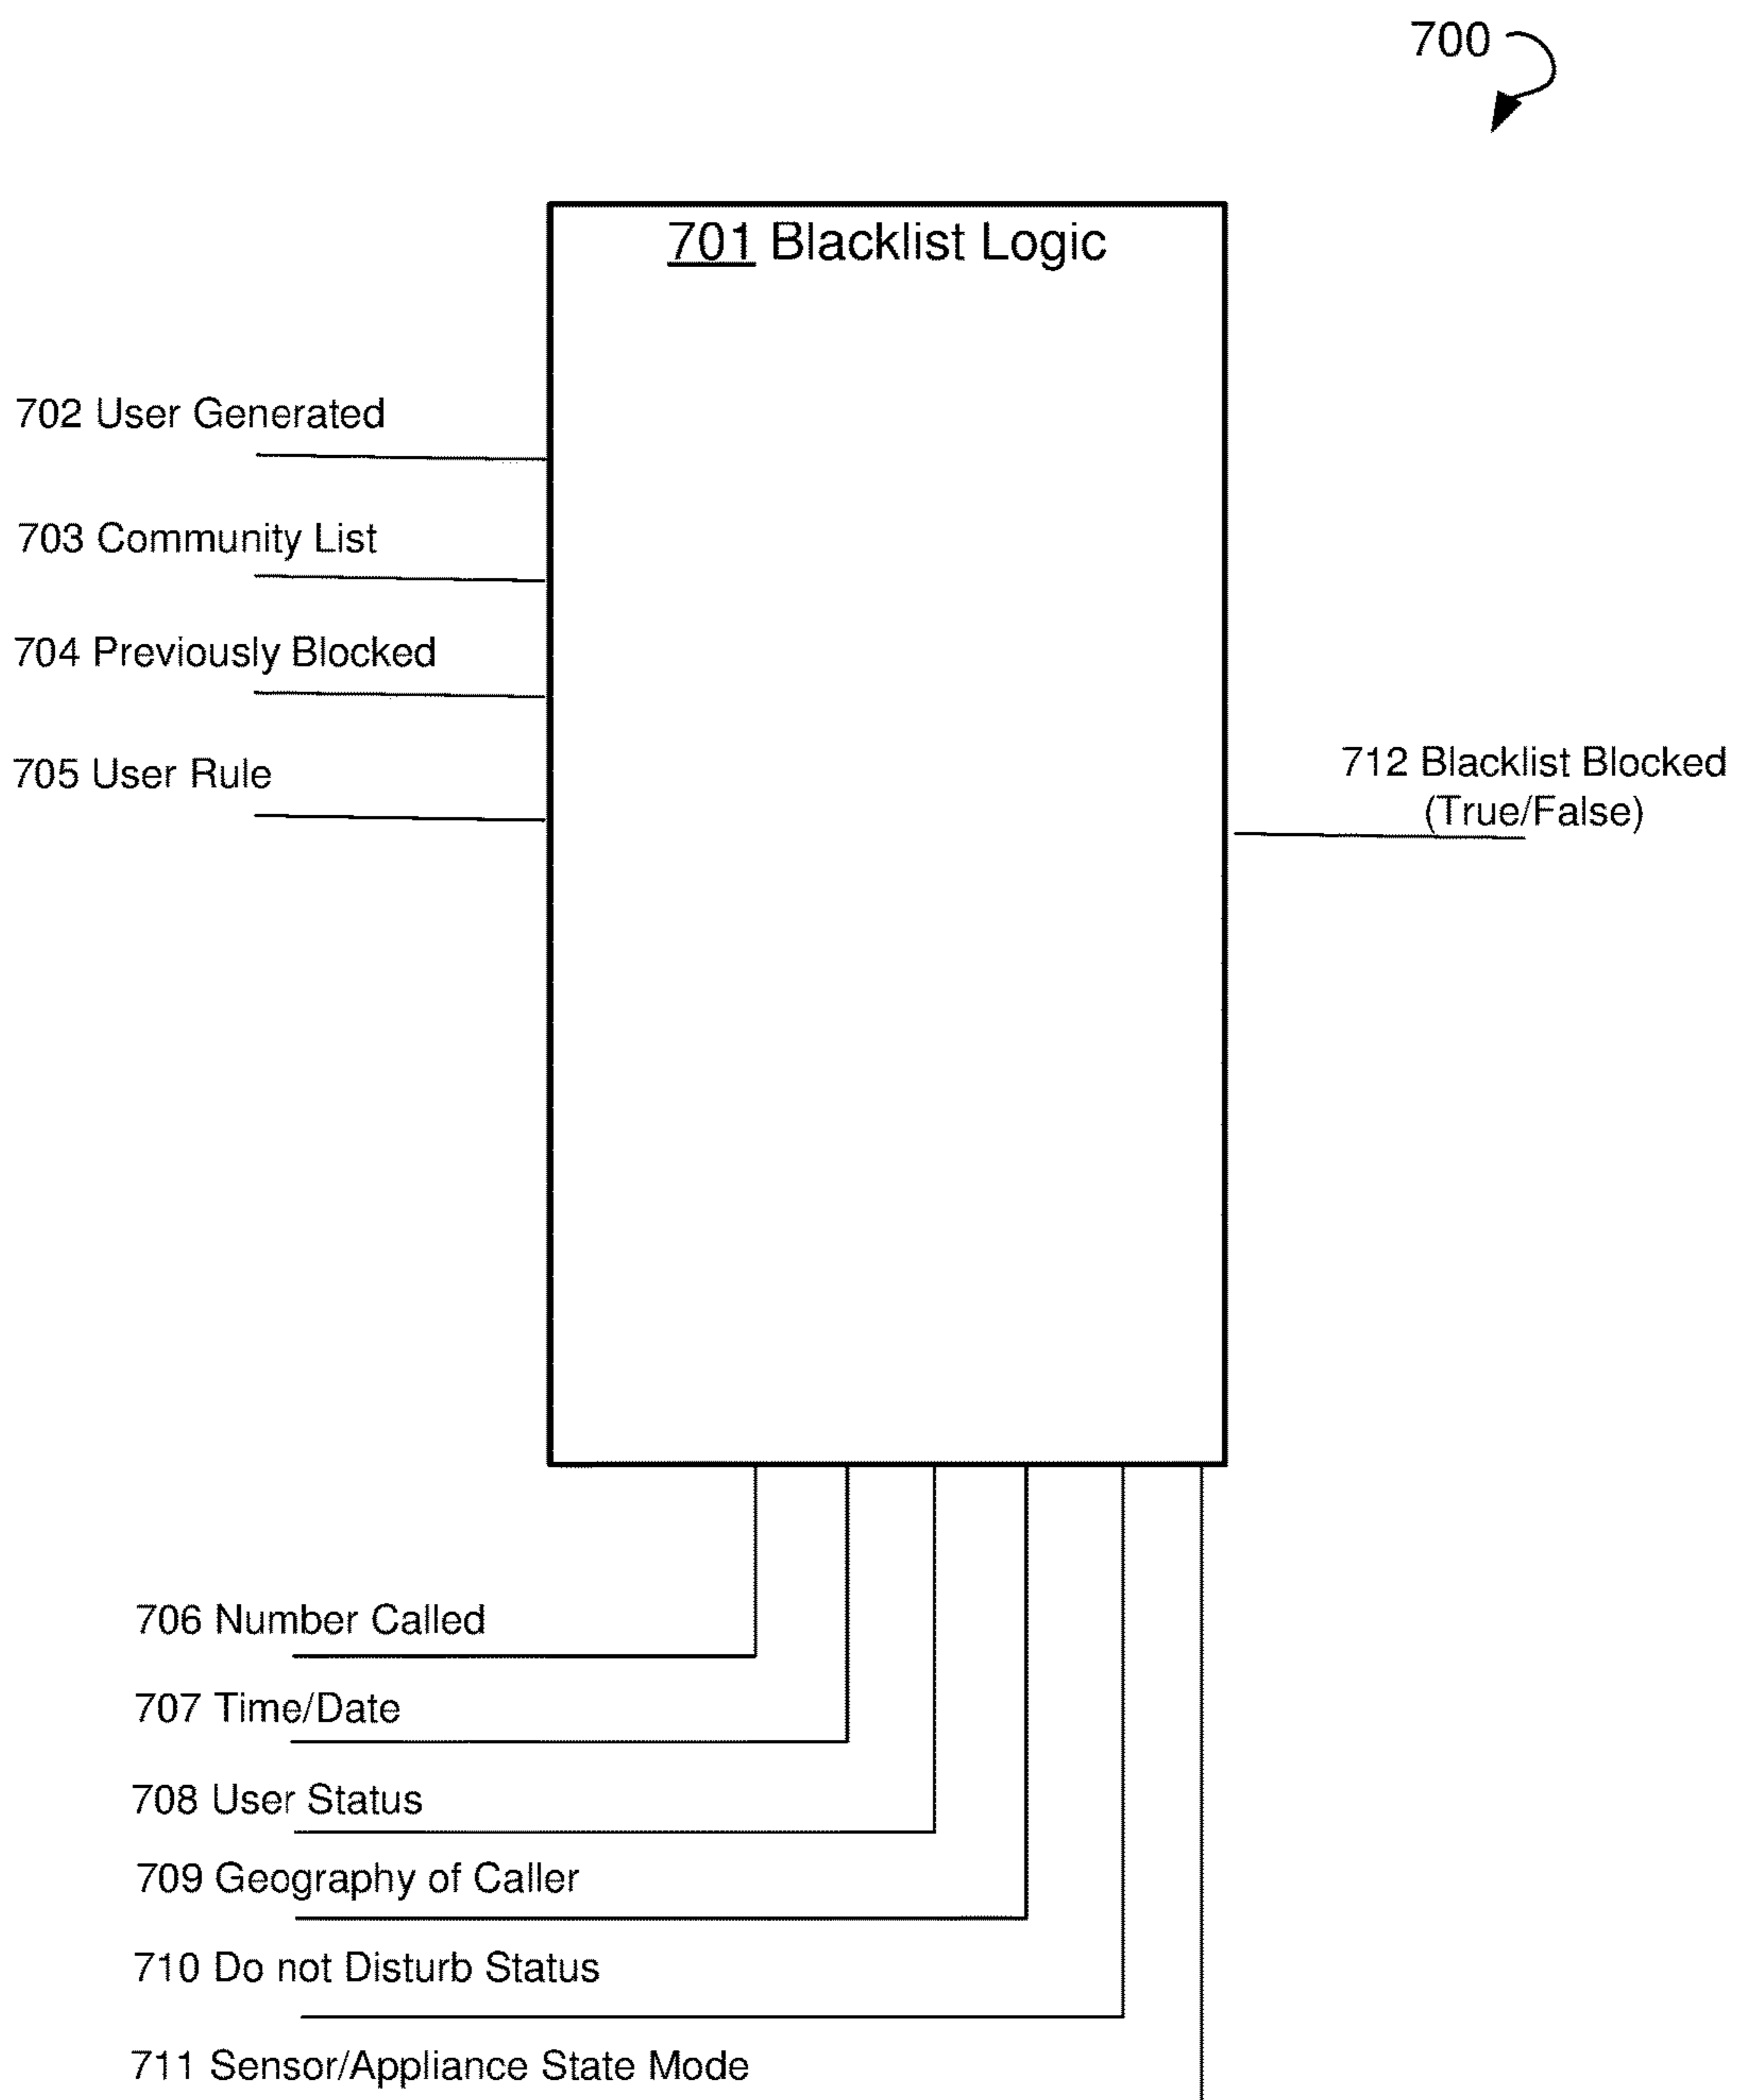 700
701 Blacklist Logic
702 User Generated
703 Community List
704 Previously Blocked
705 User Rule
712 Blacklist Blocked
(True/False)
706 Number Called
707 Time/Date
708 User Status
709 Geography of Caller
710 Do not Disturb Status
711 Sensor/Appliance State Mode